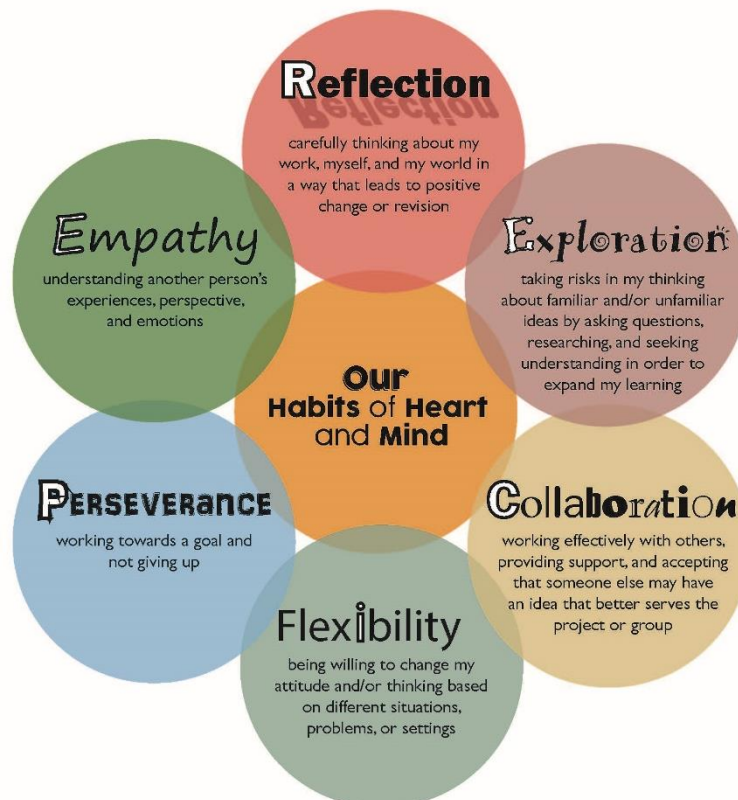 Reflection
Reflection
carefully thinking about my
work, myself, and my world in
a way that leads to positive
change or revision
Empathy
understanding another person's
experiences, perspective,
and emotions
Exploration
taking risks in my thinking
about familiar and/or unfamiliar
ideas by asking questions,
researching, and seeking
understanding in order to
expand my learning
Our
Habits of Heart
and Mind
PERSEVERANCE
working towards a goal and
not giving up
Collaboration
working effectively with others,
providing support, and accepting
that someone else may have
an idea that better serves the
project or group
Flexibility
being willing to change my
attitude and/or thinking based
on different situations,
problems, or settings